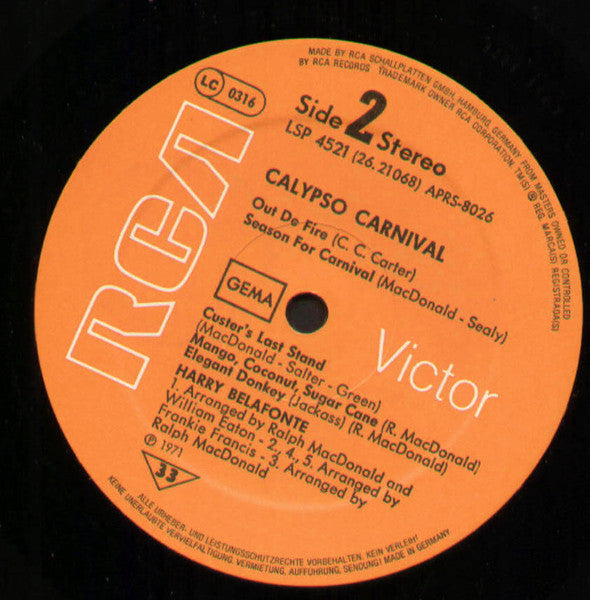 MADE BY RCA SCHALLPLATTEN GMBH, HAMBURG, GERMANY, FROM MASTERS OWNED OR CONTROLLED
BY RCA RECORDS TRADEMARK OWNER RCA CORPORATION. TM(S) ® REG. MARCA(S) REGISTRADA(S)
LC 0316
Side 2 Stereo
LSP 4521 (26.21068) APRS-8026
RCA
CALYPSO CARNIVAL
Out De Fire (C. C. Carter)
Season For Carnival (MacDonald - Sealy)
GEMA
Victor
Custer's Last Stand
(MacDonald - Salter - Green)
Mango, Coconut, Sugar Cane (R. MacDonald)
Elegant Donkey (Jackass) (R. MacDonald)
HARRY BELAFONTE
1. Arranged by Ralph MacDonald and
William Eaton - 2., 4., 5. Arranged by
Frankie Francis - 3. Arranged by
Ralph MacDonald
℗ 1971
33
ALLE URHEBER- UND LEISTUNGSSCHUTZRECHTE VORBEHALTEN. KEIN VERLEIH!
KEINE UNERLAUBTE VERVIELFÄLTIGUNG, VERMIETUNG, AUFFÜHRUNG, SENDUNG! MADE IN GERMANY